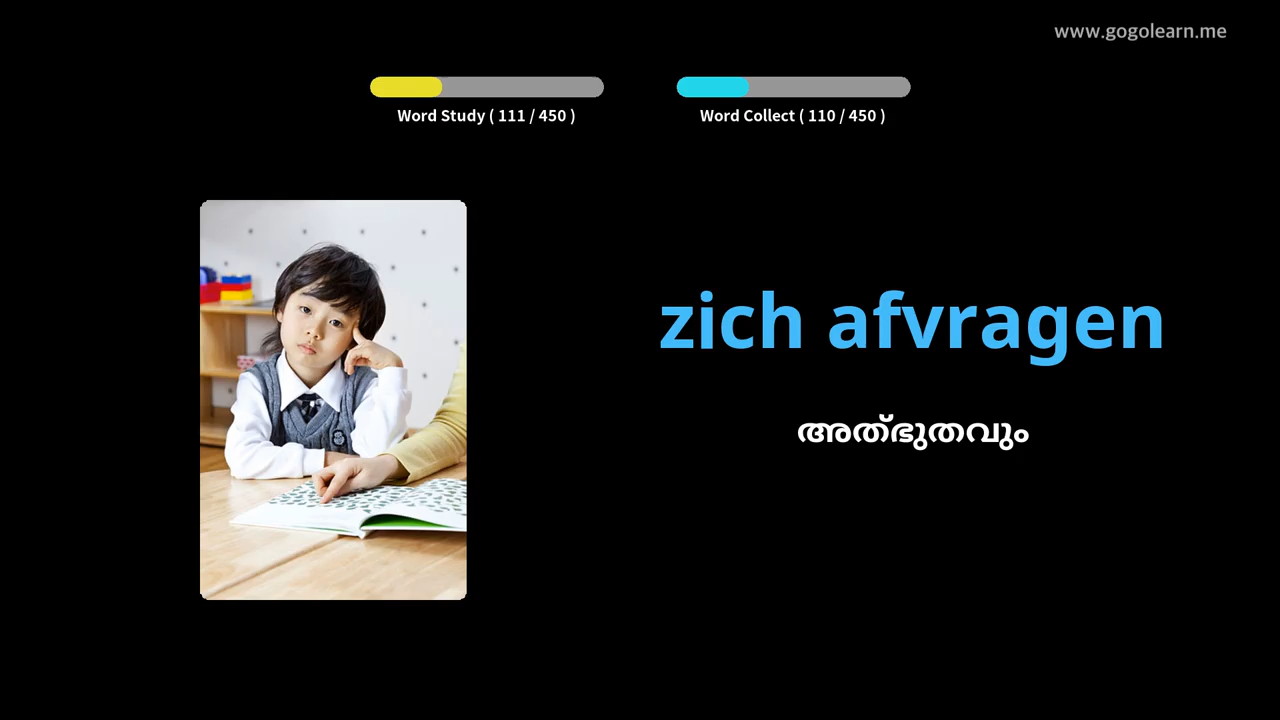 www.gogolearn.me
Word Study ( 111 / 450 )
Word Collect ( 110 / 450 )
zich afvragen
അത്ഭുതവും